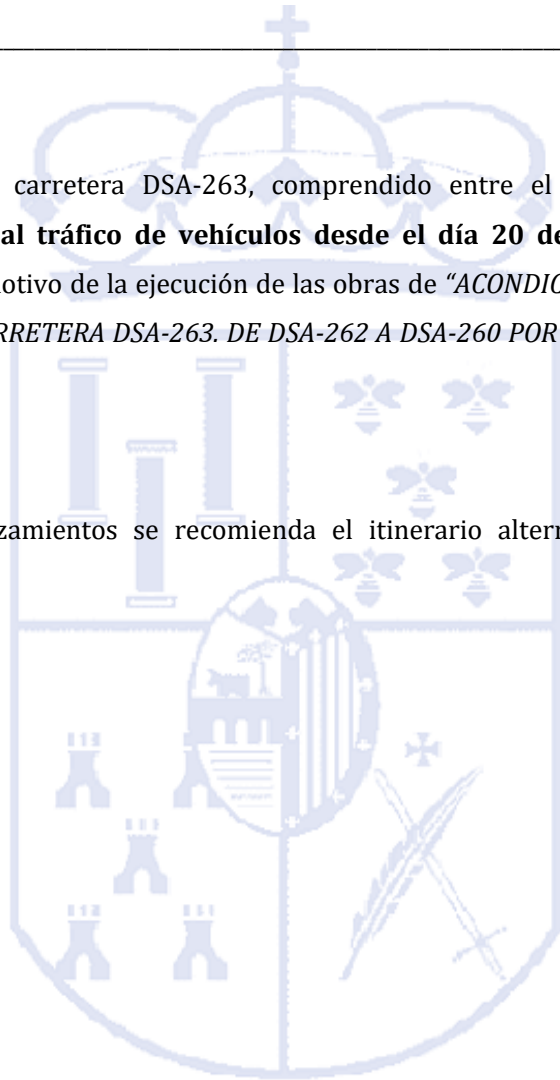 carretera DSA-263, comprendido entre el
al tráfico de vehículos desde el día 20 de
otivo de la ejecución de las obras de “ACONDIC
RRETERA DSA-263. DE DSA-262 A DSA-260 POR
zamientos se recomienda el itinerario altern